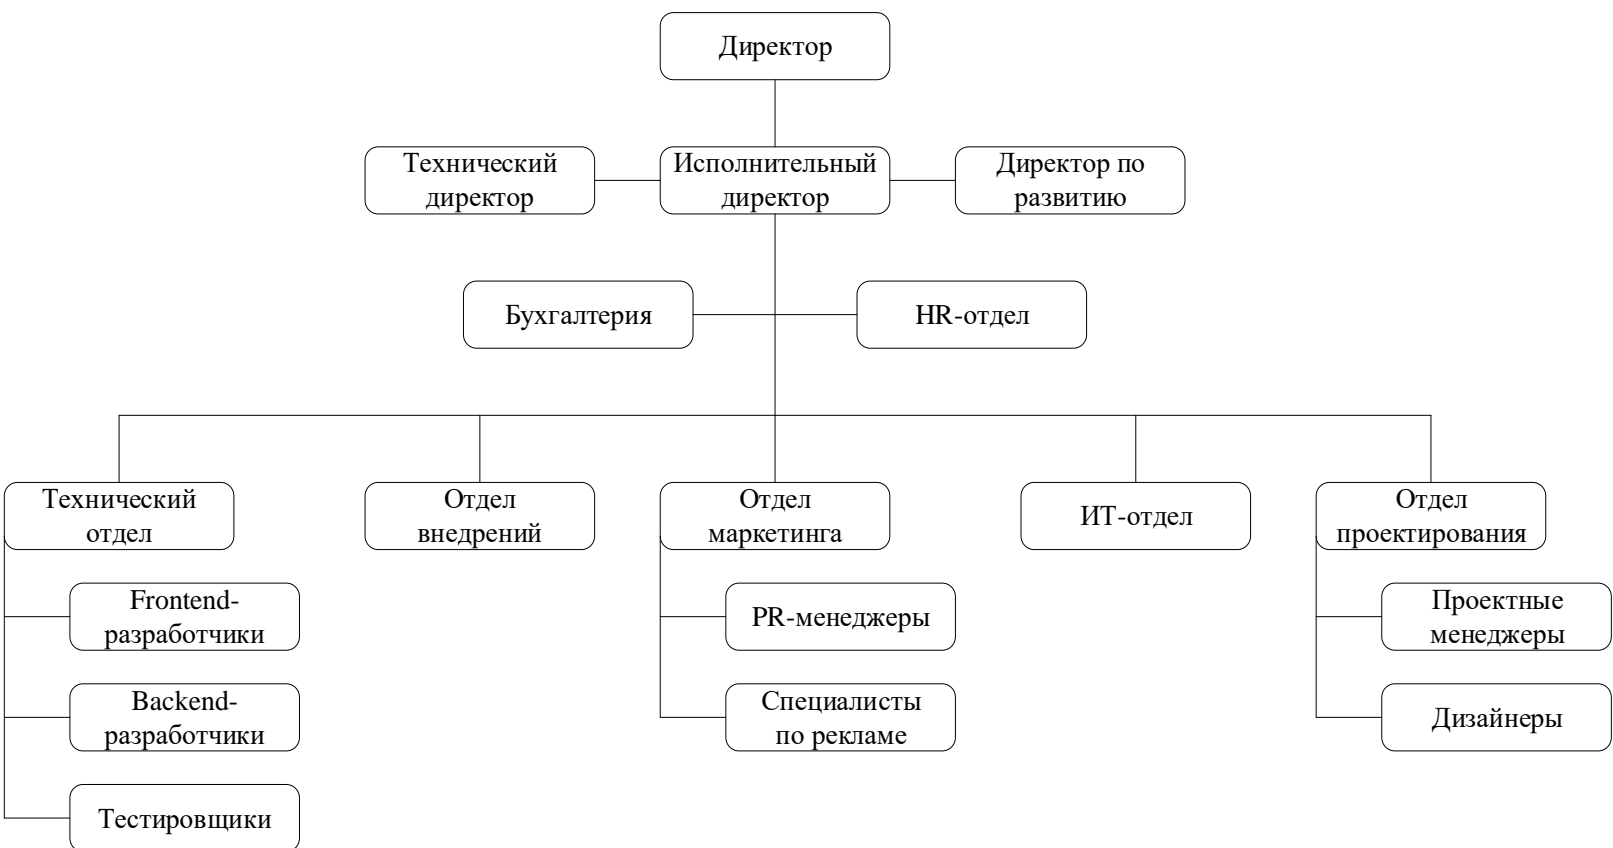 Директор
Технический
директор
Исполнительный
директор
Директор по
развитию
Бухгалтерия
HR-отдел
Технический
отдел
Отдел
внедрений
Отдел
маркетинга
ИТ-отдел
Отдел
проектирования
Frontend-
разработчики
PR-менеджеры
Проектные
менеджеры
Backend-
разработчики
Специалисты
по рекламе
Дизайнеры
Тестировщики